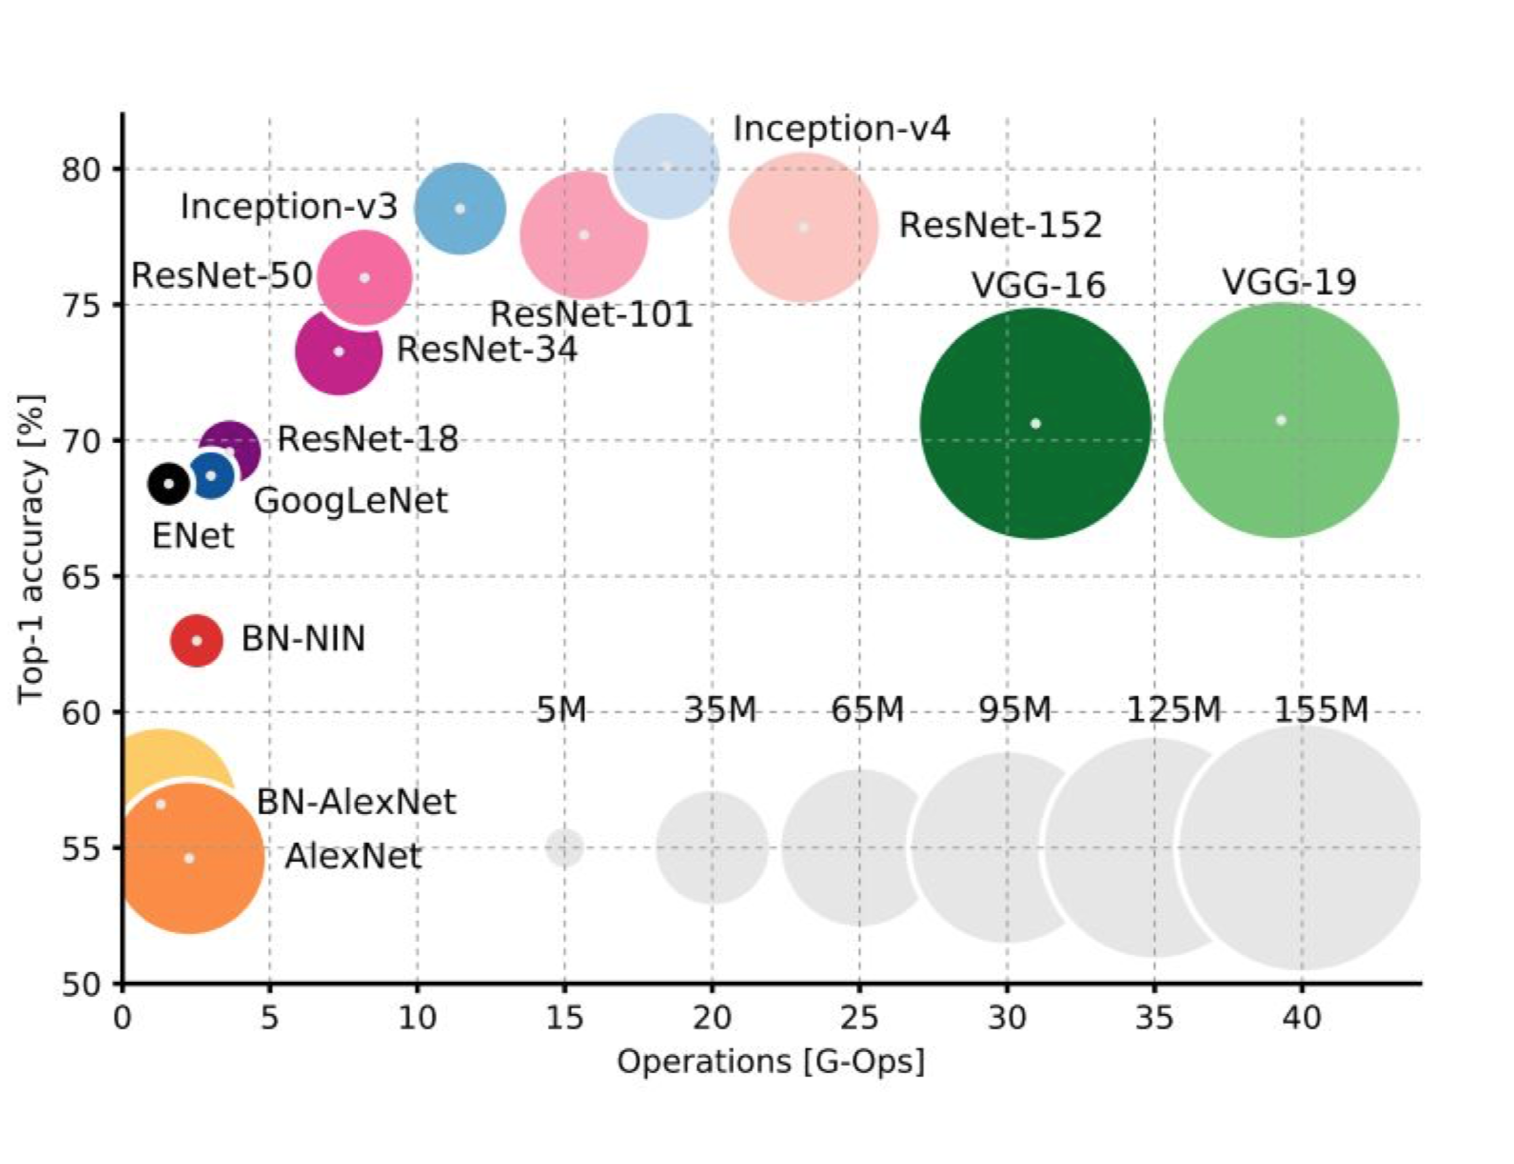 Inception-v4
80
Inception-v3
ResNet-152
ResNet-50
VGG-16
VGG-19
75
ResNet-101
ResNet-34
Top-1 accuracy [%]
70
ResNet-18
GoogLeNet
ENet
65
BN-NIN
60
5M 35M 65M 95M 125M 155M
BN-AlexNet
55
AlexNet
50
0 5 10 15 20 25 30 35 40
Operations [G-Ops]